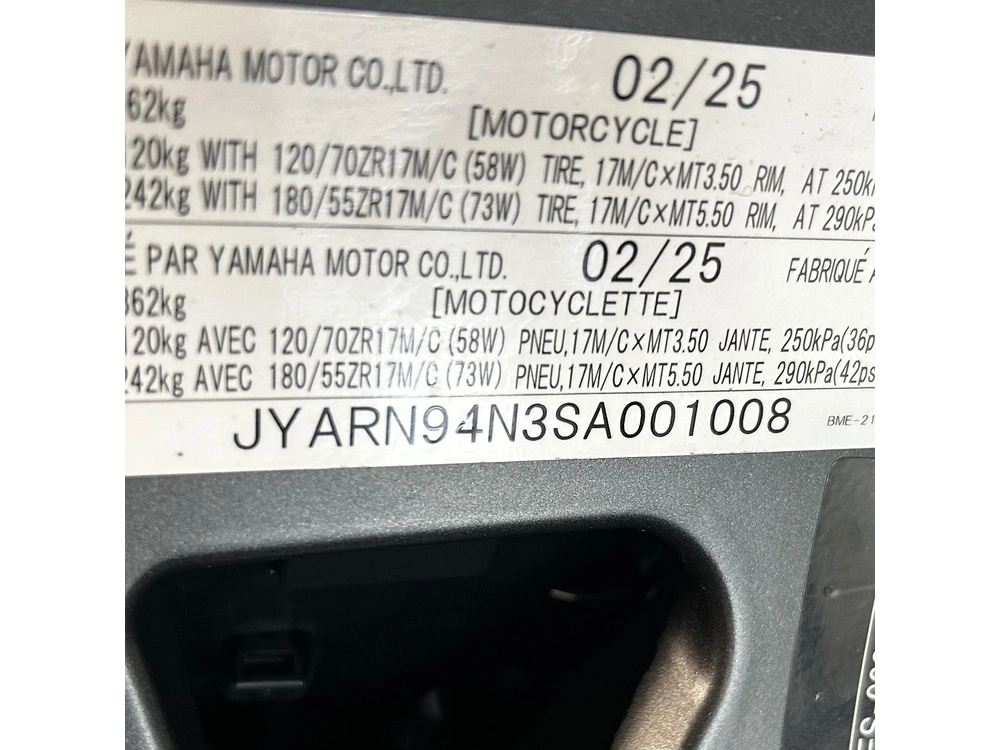 YAMAHA MOTOR CO.,LTD. 02/25
62kg [MOTORCYCLE]
120kg WITH 120/70ZR17M/C (58W) TIRE, 17M/C×MT3.50 RIM, AT 250k
242kg WITH 180/55ZR17M/C (73W) TIRE, 17M/C×MT5.50 RIM, AT 290kPa
É PAR YAMAHA MOTOR CO.,LTD. 02/25 FABRIQUÉ A
362kg [MOTOCYCLETTE]
120kg AVEC 120/70ZR17M/C (58W) PNEU,17M/C×MT3.50 JANTE, 250kPa(36p
242kg AVEC 180/55ZR17M/C (73W) PNEU,17M/C×MT5.50 JANTE, 290kPa(42ps
JYARN94N3SA001008 BME-21